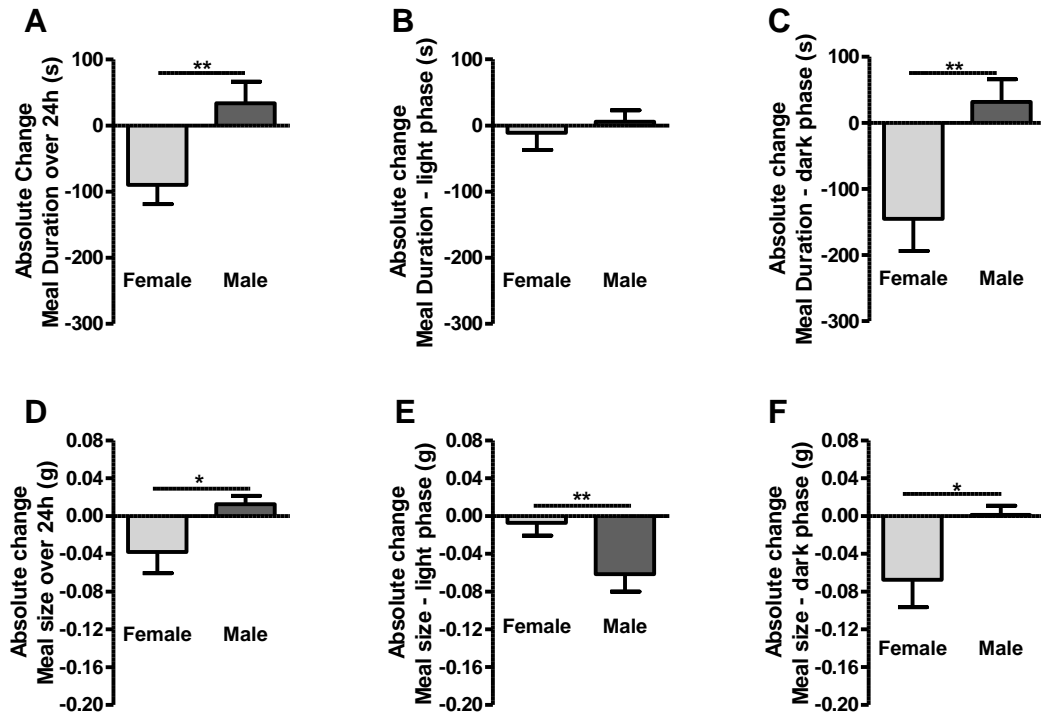 A
Absolute Change
Meal Duration over 24h (s)
100
0
-100
-200
-300
**
Female
Male
B
Absolute change
Meal Duration - light phase (s)
100
0
-100
-200
-300
Female
Male
C
Absolute change
Meal Duration - dark phase (s)
100
0
-100
-200
-300
**
Female
Male
D
Absolute change
Meal size over 24h (g)
0.08
0.04
0.00
-0.04
-0.08
-0.12
-0.16
-0.20
*
Female
Male
E
Absolute change
Meal size - light phase (g)
0.08
0.04
0.00
-0.04
-0.08
-0.12
-0.16
-0.20
**
Female
Male
F
Absolute change
Meal size - dark phase (g)
0.08
0.04
0.00
-0.04
-0.08
-0.12
-0.16
-0.20
*
Female
Male